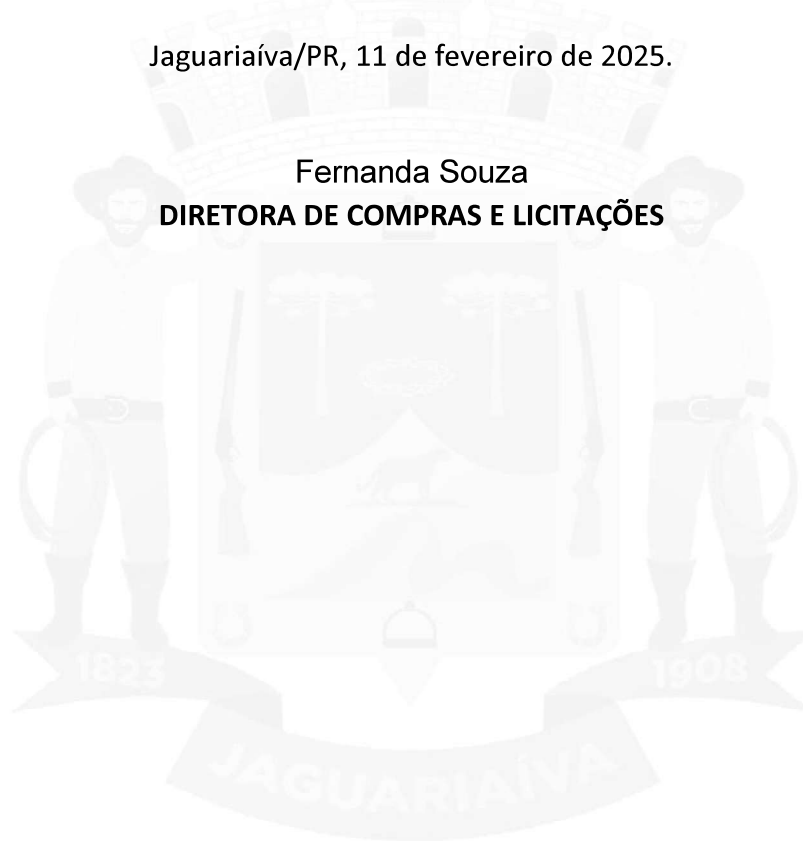 Jaguariaíva/PR, 11 de fevereiro de 2025.
Fernanda Souza
DIRETORA DE COMPRAS E LICITAÇÕES
1823
1908
JAGUARIAÍVA